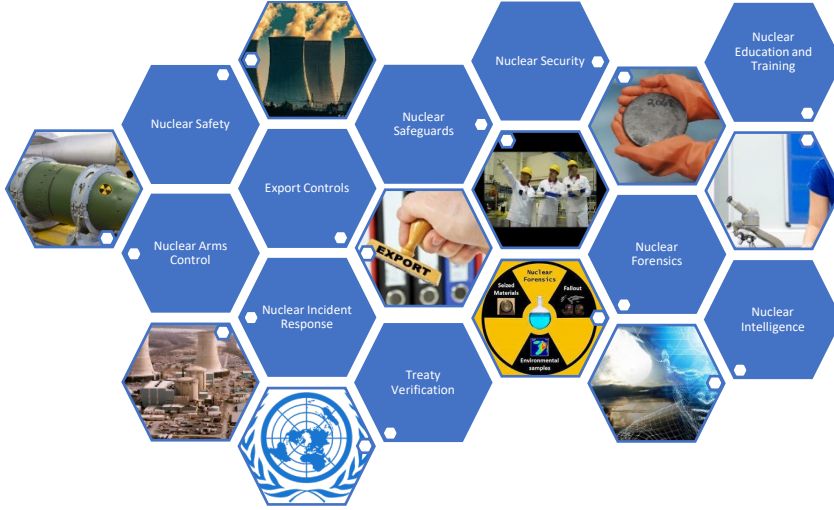 Nuclear Safety
Nuclear
Safeguards
Nuclear Security
Nuclear
Education and
Training
Export Controls
Nuclear Arms
Control
EXPORT
Nuclear
Forensics
Nuclear Incident
Response
Nuclear
Forensics
Seized
Materials
Fallout
Environmental
samples
Nuclear
Intelligence
Treaty
Verification